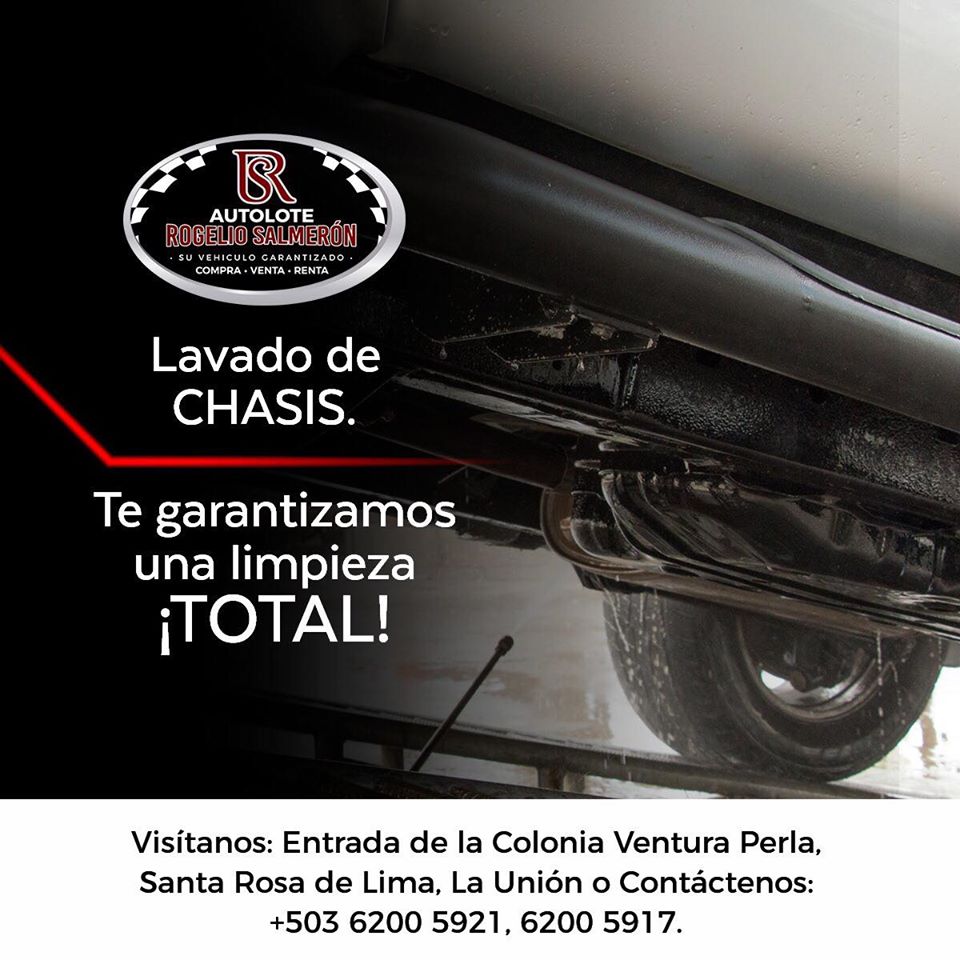 SR
AUTOLOTE
ROGELIO SALMERÓN
· SU VEHICULO GARANTIZADO ·
COMPRA · VENTA · RENTA
Lavado de
CHASIS.
Te garantizamos
una limpieza
¡TOTAL!
Visítanos: Entrada de la Colonia Ventura Perla,
Santa Rosa de Lima, La Unión o Contáctenos:
+503 6200 5921, 6200 5917.